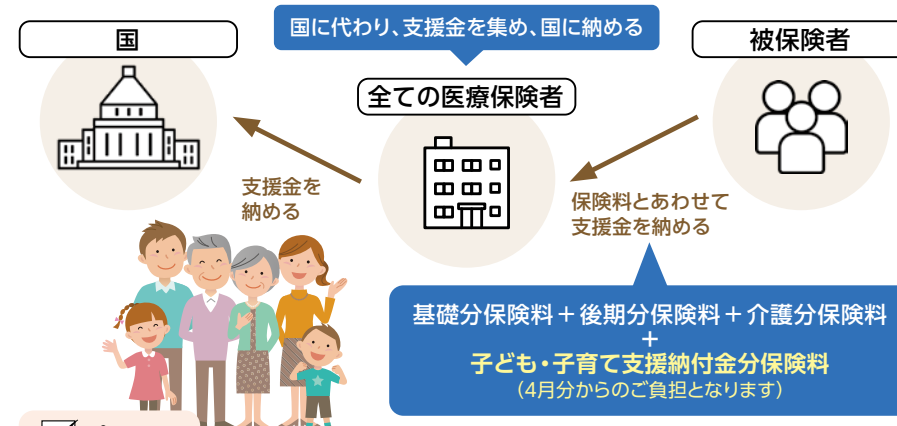 国に代わり、支援金を集め、国に納める
国
全ての医療保険者
被保険者
支援金を
納める
保険料とあわせて
支援金を納める
基礎分保険料＋後期分保険料＋介護分保険料
＋
子ども・子育て支援納付金分保険料
（4月分からのご負担となります）